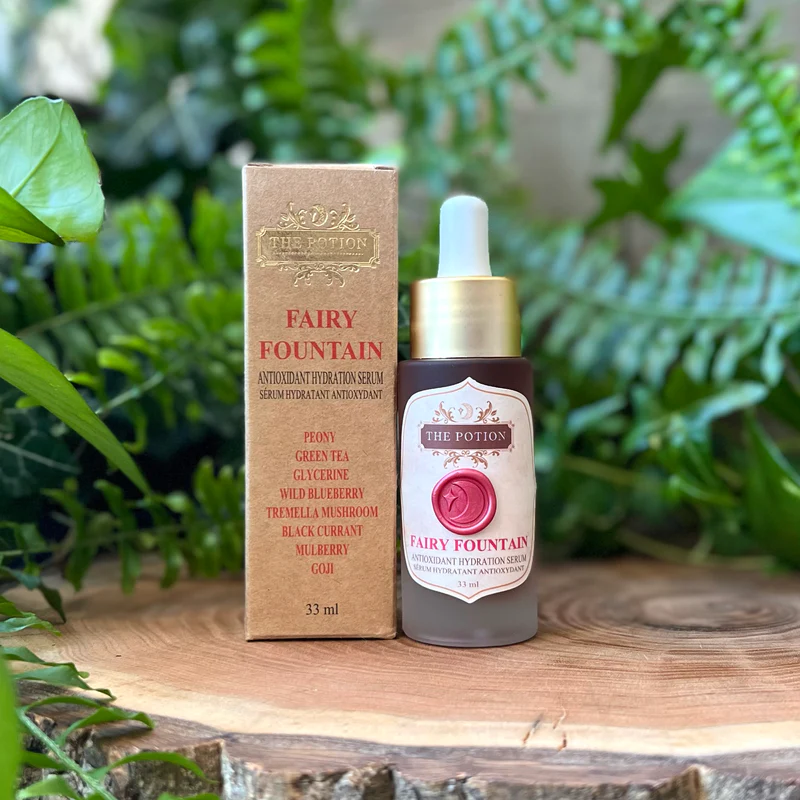 THE POTION
FAIRY
FOUNTAIN
ANTIOXIDANT HYDRATION SERUM
SÉRUM HYDRATANT ANTIOXYDANT
PEONY
GREEN TEA
GLYCERINE
WILD BLUEBERRY
TREMELLA MUSHROOM
BLACK CURRANT
MULBERRY
GOJI
33 ml
THE POTION
FAIRY FOUNTAIN
ANTIOXIDANT HYDRATION SERUM
SÉRUM HYDRATANT ANTIOXYDANT
33 ml